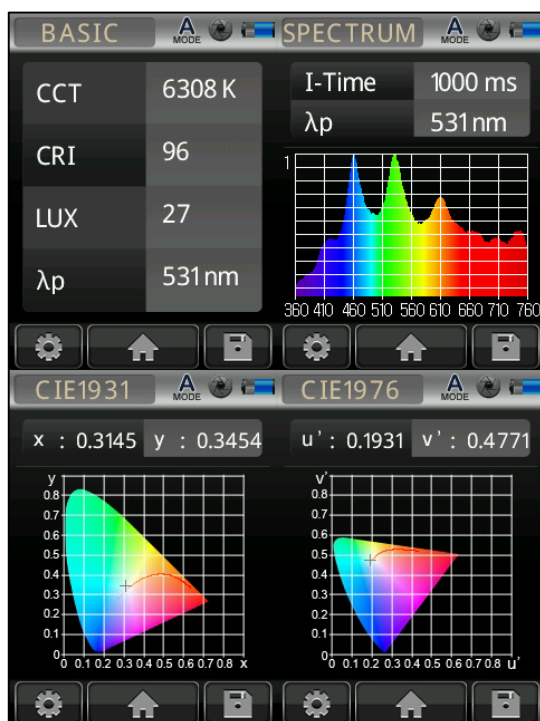 BASIC A MODE
CCT 6308 K
CRI 96
LUX 27
λp 531 nm
SPECTRUM A MODE
I-Time 1000 ms
λp 531 nm
1
360 410 460 510 560 610 660 710 760
CIE1931 A MODE
x : 0.3145 y : 0.3454
y
0.8
0.7
0.6
0.5
0.4
0.3
0.2
0.1
0
0 0.1 0.2 0.3 0.4 0.5 0.6 0.7 0.8 x
CIE1976 A MODE
u' : 0.1931 v' : 0.4771
v'
0.8
0.7
0.6
0.5
0.4
0.3
0.2
0.1
0
0 0.1 0.2 0.3 0.4 0.5 0.6 0.7 0.8 u'